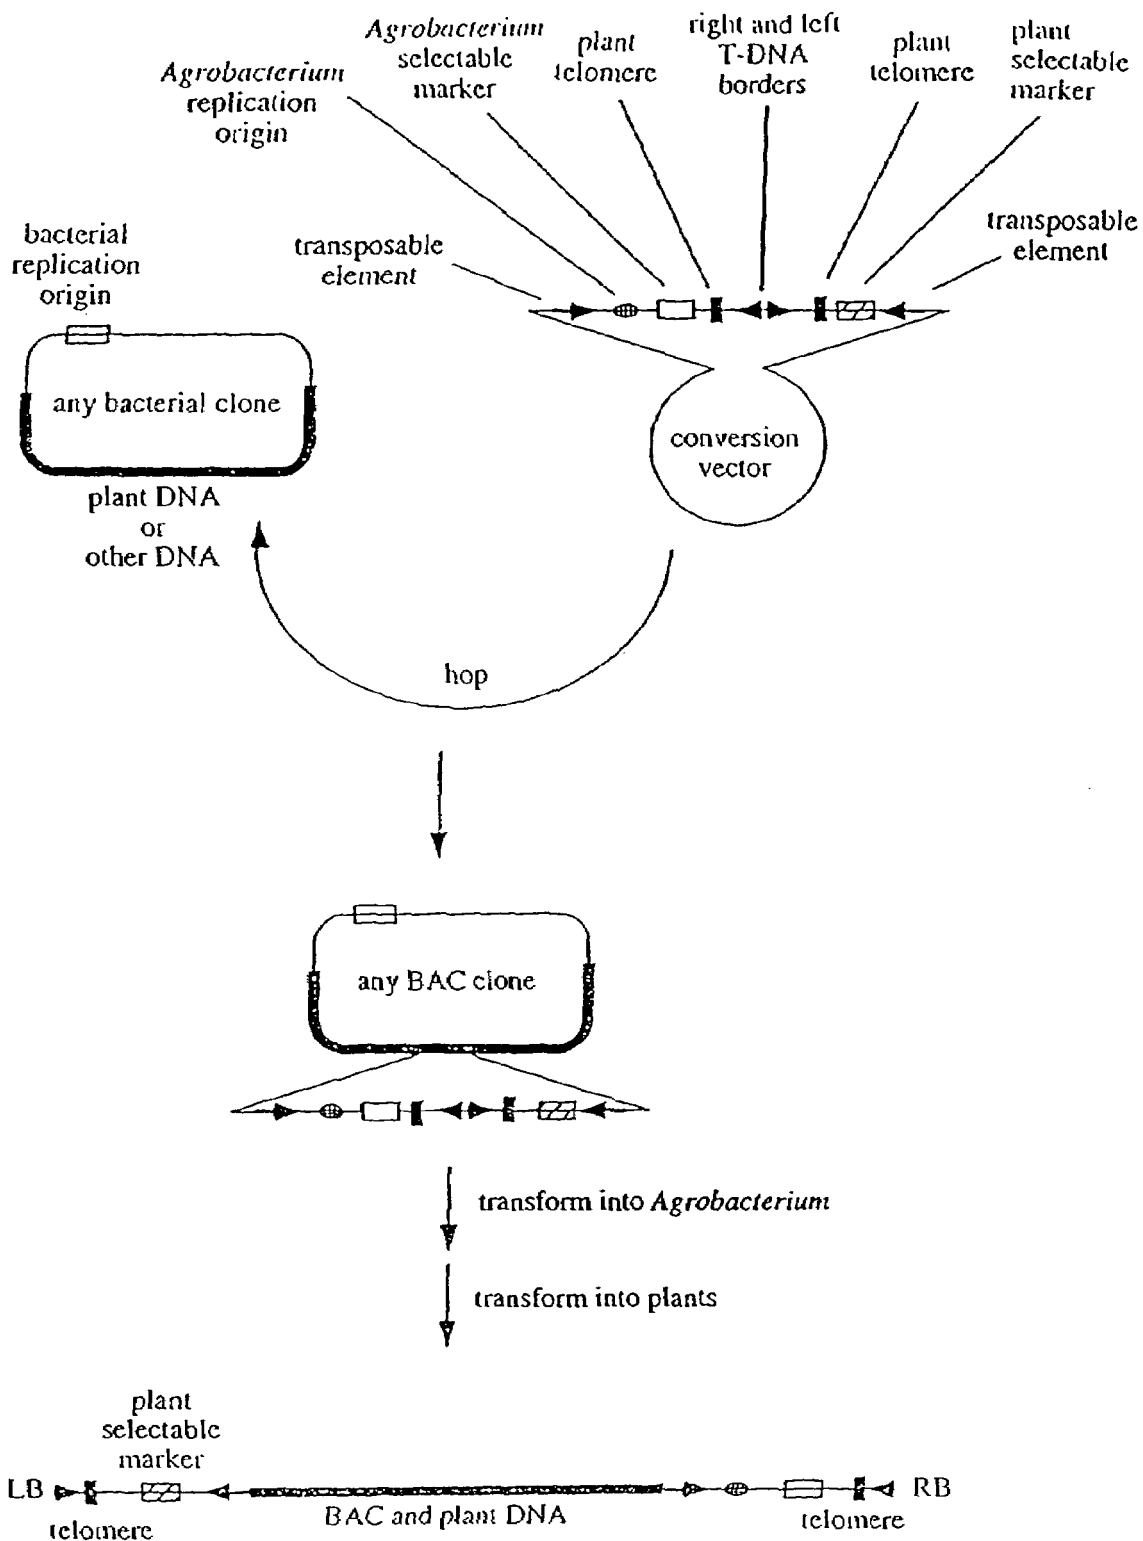 Agrobacterium
replication
origin
Agrobacterium
selectable
marker
plant
telomere
right and left
T-DNA
borders
plant
telomere
plant
selectable
marker
bacterial
replication
origin
transposable
element
transposable
element
any bacterial clone
conversion
vector
plant DNA
or
other DNA
hop
any BAC clone
transform into Agrobacterium
transform into plants
plant
selectable
marker
LB
RB
telomere
BAC and plant DNA
telomere